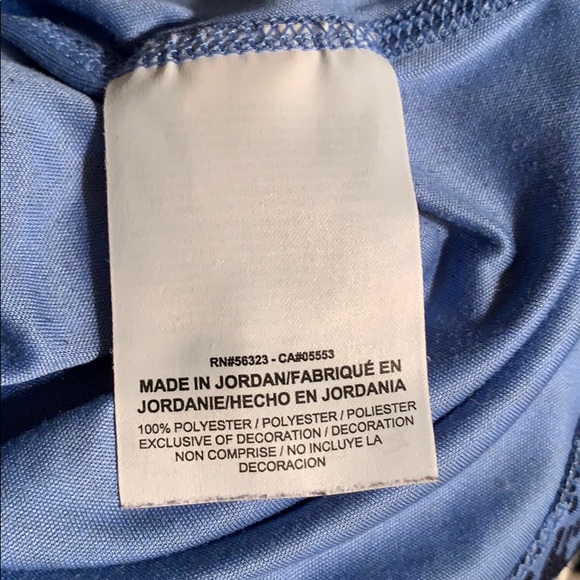 RN#56323 - CA#05553
MADE IN JORDAN/FABRIQUÉ EN
JORDANIE/HECHO EN JORDANIA
100% POLYESTER / POLYESTER / POLIESTER
EXCLUSIVE OF DECORATION / DECORATION
NON COMPRISE / NO INCLUYE LA
DECORACION